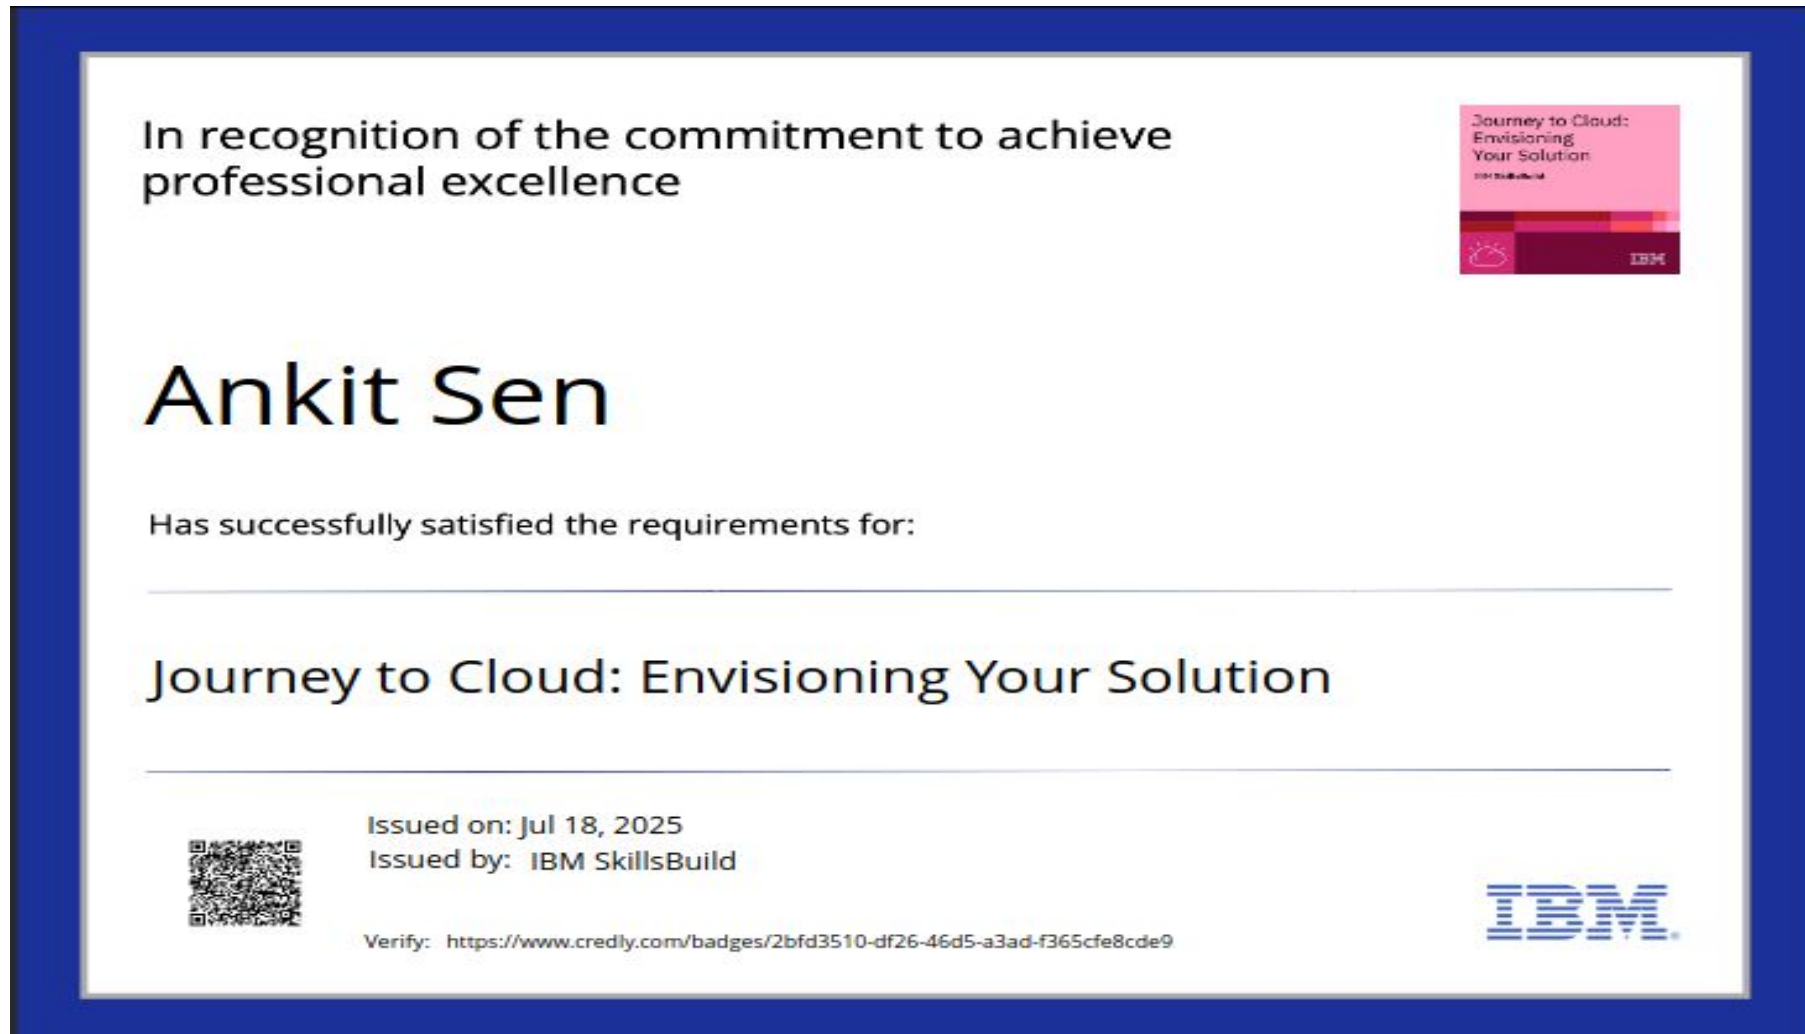 In recognition of the commitment to achieve
professional excellence
Journey to Cloud:
Envisioning
Your Solution
IBM SkillsBuild
IBM
Ankit Sen
Has successfully satisfied the requirements for:
Journey to Cloud: Envisioning Your Solution
Issued on: Jul 18, 2025
Issued by: IBM SkillsBuild
Verify: https://www.credly.com/badges/2bfd3510-df26-46d5-a3ad-f365cfe8cde9
IBM